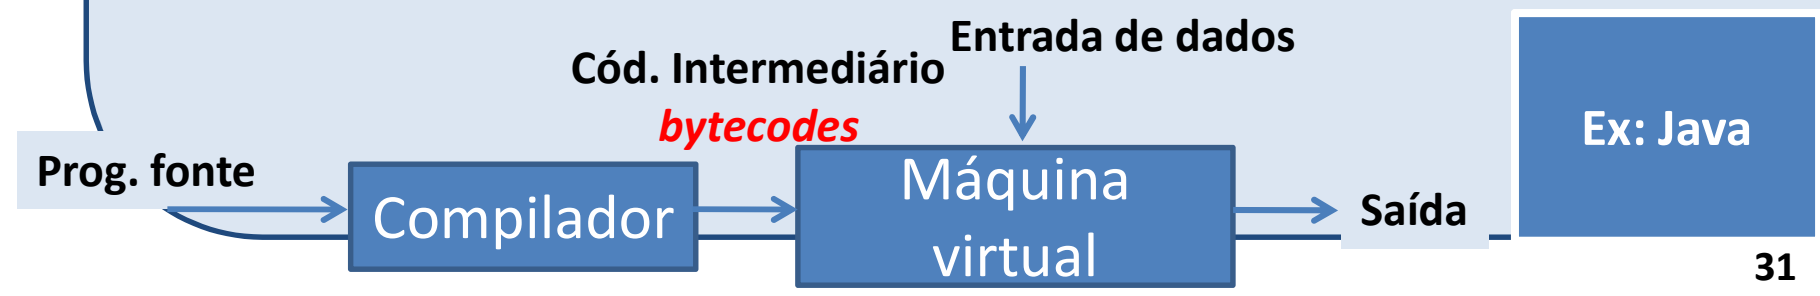 Entrada de dados
Cód. Intermediário
bytecodes
Ex: Java
Prog. fonte
Compilador
Máquina
virtual
Saída
31